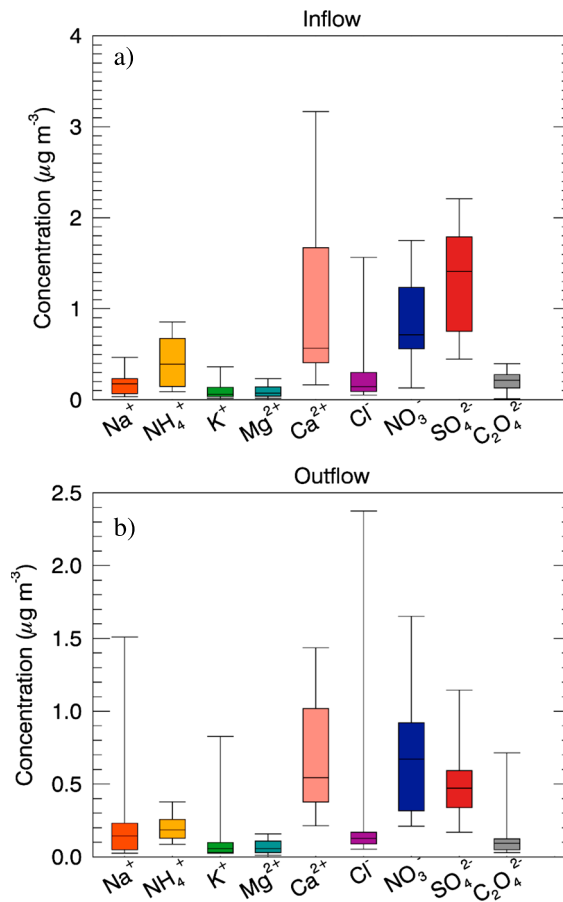 Inflow
a)
4
3
2
1
0
Concentration (μg m⁻³)
Na⁺ NH₄⁺ K⁺ Mg²⁺ Ca²⁺ Cl⁻ NO₃⁻ SO₄²⁻ C₂O₄²⁻
Outflow
b)
2.5
2.0
1.5
1.0
0.5
0.0
Concentration (μg m⁻³)
Na⁺ NH₄⁺ K⁺ Mg²⁺ Ca²⁺ Cl⁻ NO₃⁻ SO₄²⁻ C₂O₄²⁻